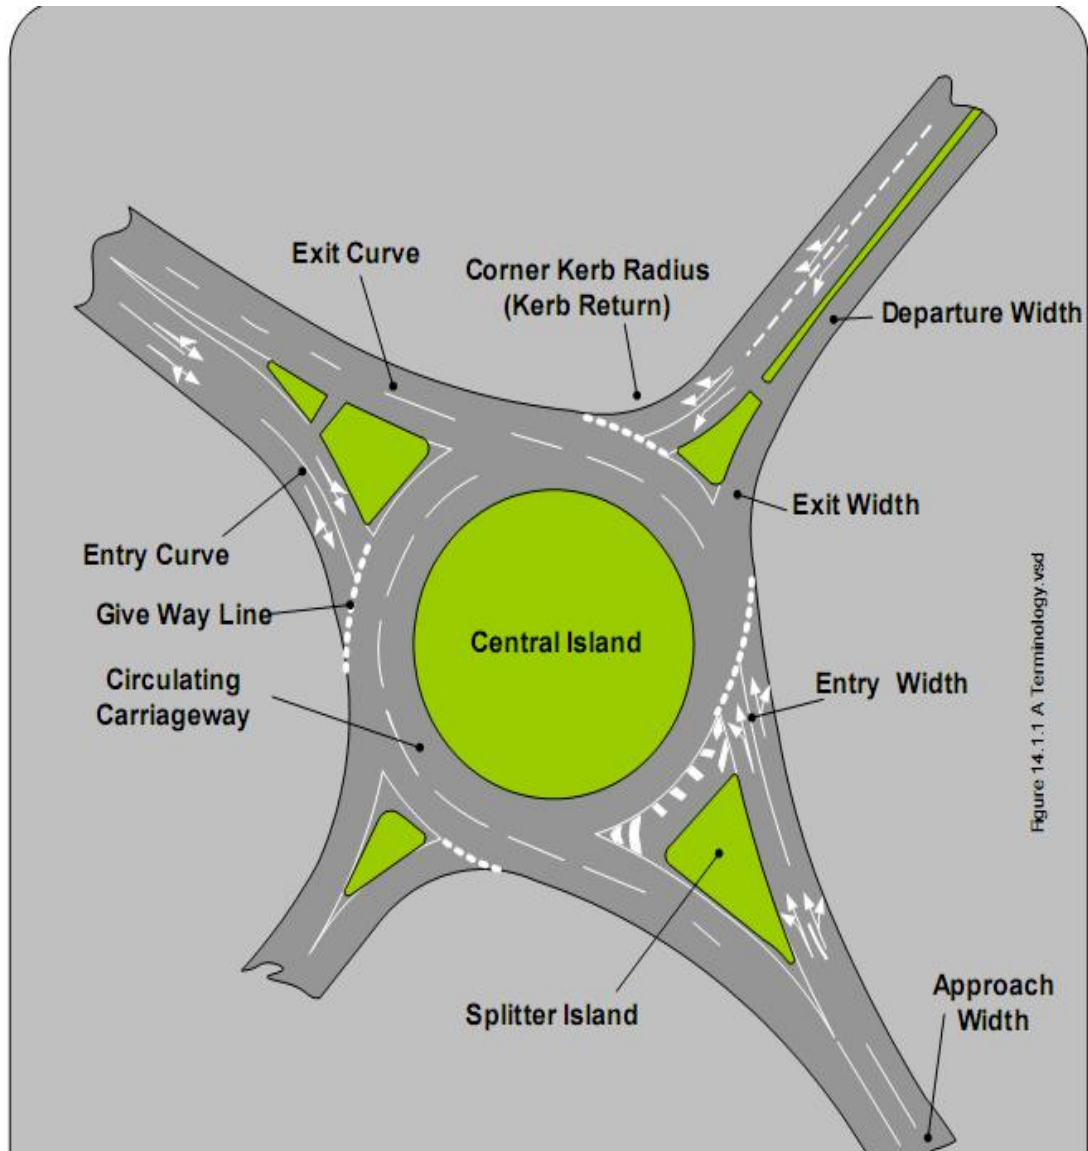 Exit Curve
Corner Kerb Radius
(Kerb Return)
Departure Width
Exit Width
Entry Curve
Give Way Line
Central Island
Circulating
Carriageway
Entry Width
Figure 14.1.1 A Terminology.vsd
Splitter Island
Approach
Width